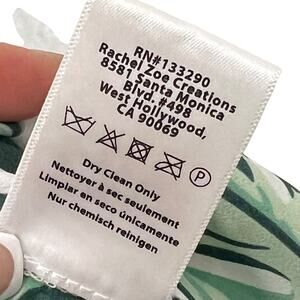 RN#133290
Rachel Zoe Creations
8581 Santa Monica
Blvd. #498
West Hollywood,
CA 90069
P
Dry Clean Only
Nettoyer à sec seulement
Limpiar en seco únicamente
Nur chemisch reinigen